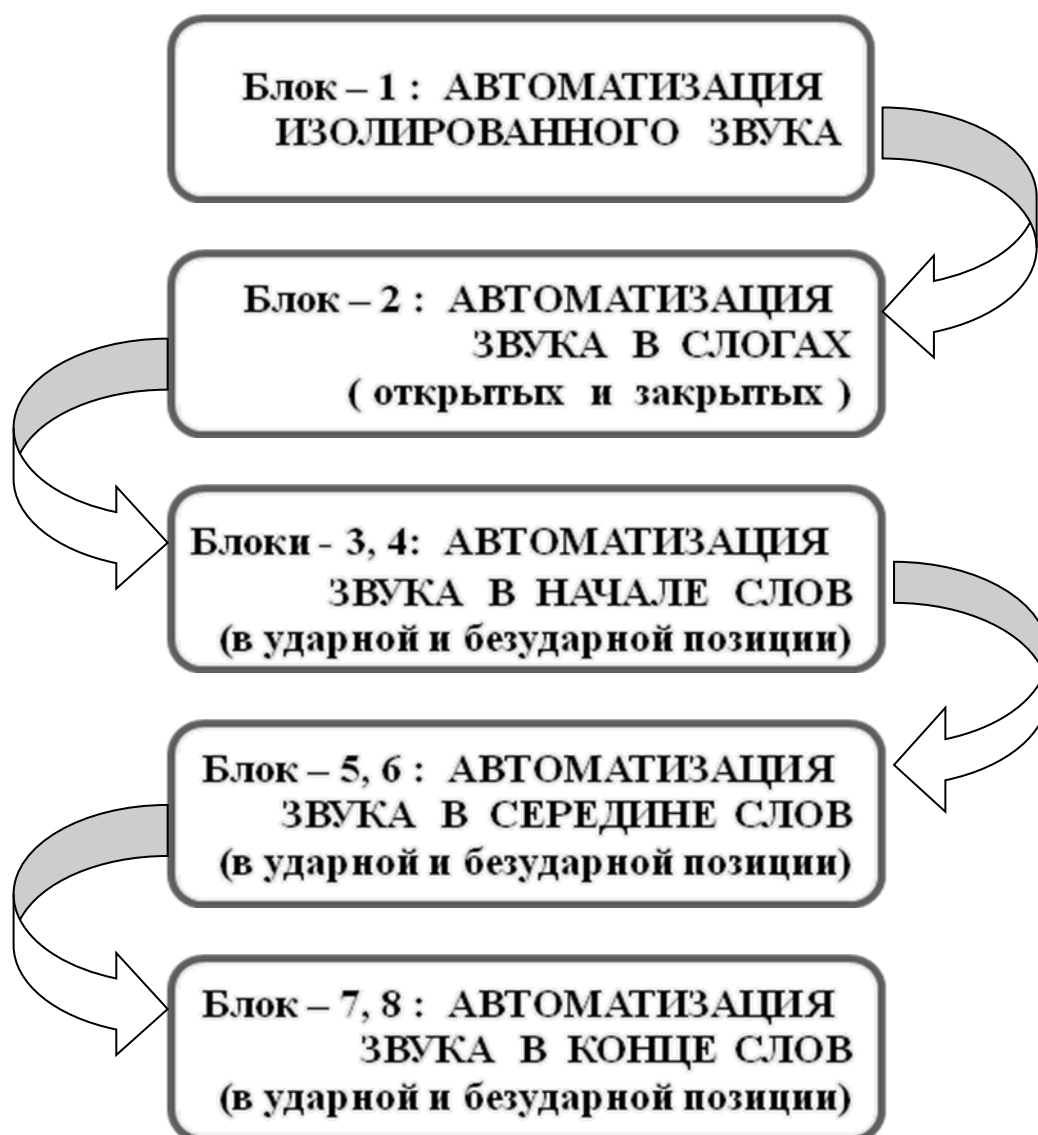 Блок – 1 : АВТОМАТИЗАЦИЯ
ИЗОЛИРОВАННОГО ЗВУКА
Блок – 2 : АВТОМАТИЗАЦИЯ
ЗВУКА В СЛОГАХ
( открытых и закрытых )
Блоки - 3, 4: АВТОМАТИЗАЦИЯ
ЗВУКА В НАЧАЛЕ СЛОВ
(в ударной и безударной позиции)
Блок – 5, 6 : АВТОМАТИЗАЦИЯ
ЗВУКА В СЕРЕДИНЕ СЛОВ
(в ударной и безударной позиции)
Блок – 7, 8 : АВТОМАТИЗАЦИЯ
ЗВУКА В КОНЦЕ СЛОВ
(в ударной и безударной позиции)